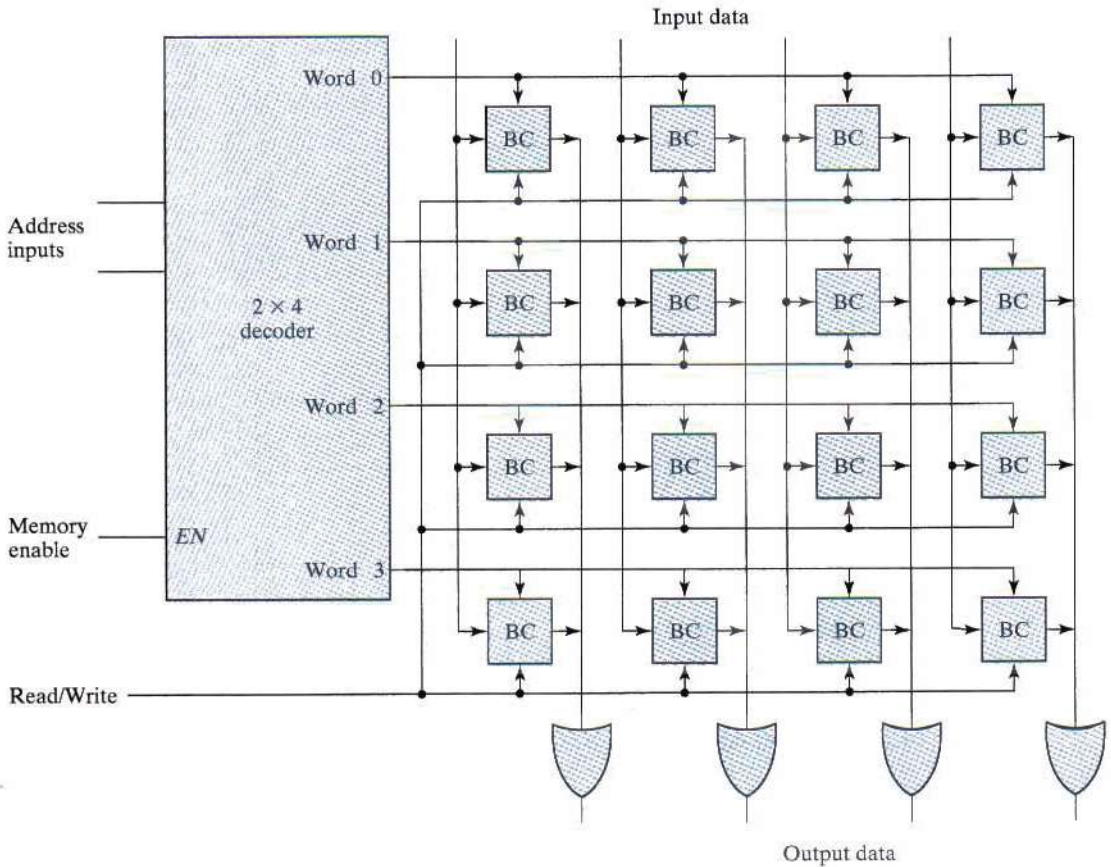 Input data
Word 0
BC BC BC BC
Address
inputs
Word 1
2 × 4
decoder
BC BC BC BC
Word 2
BC BC BC BC
Memory
enable
EN
Word 3
BC BC BC BC
Read/Write
Output data